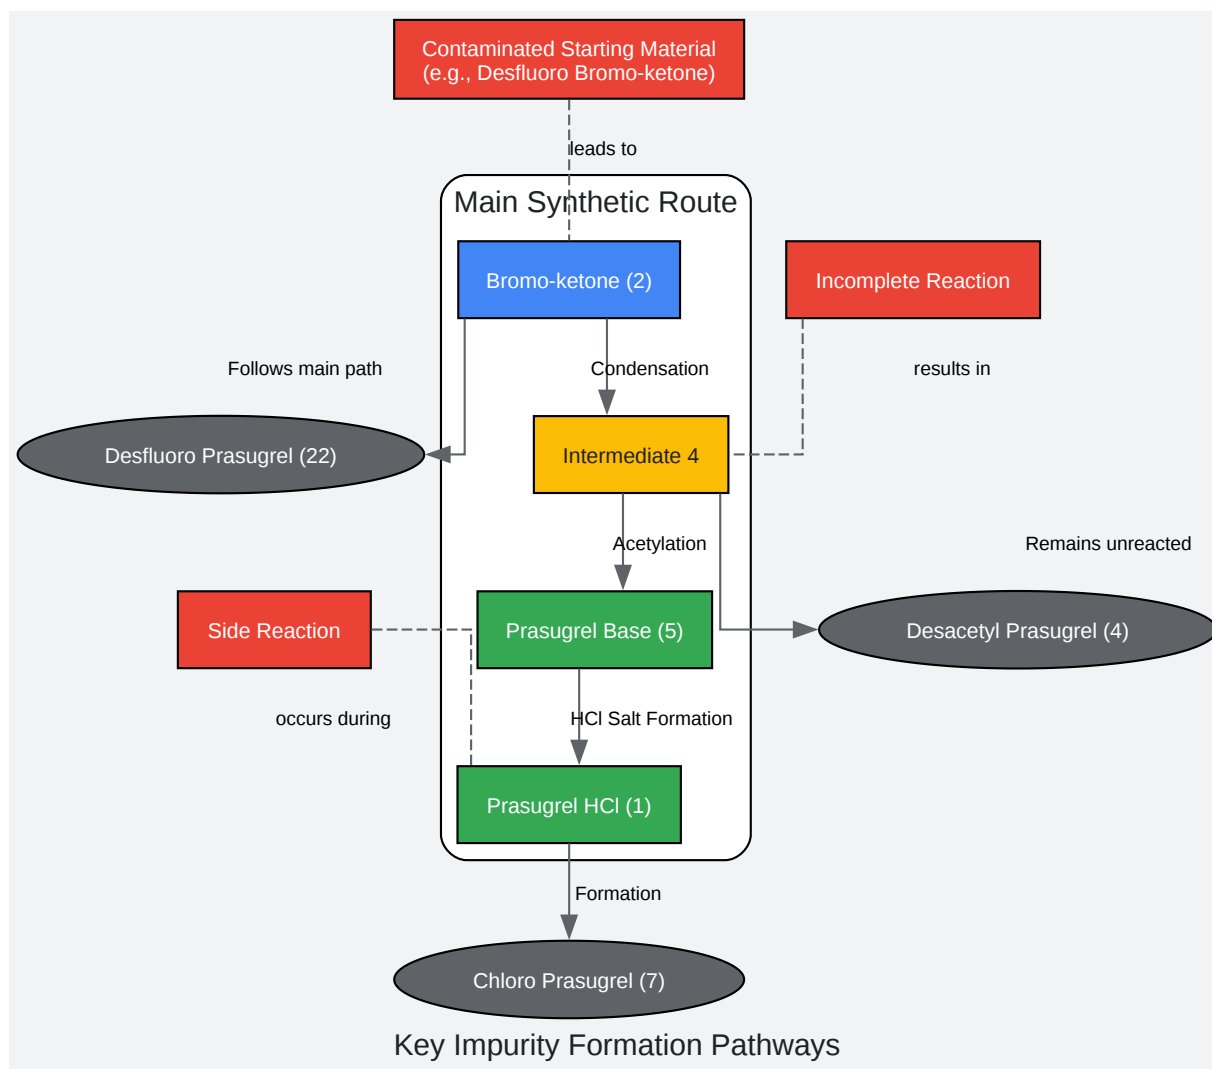 Contaminated Starting Material
(e.g., Desfluoro Bromo-ketone)
leads to
Main Synthetic Route
Bromo-ketone (2)
Incomplete Reaction
Follows main path
Condensation
results in
Desfluoro Prasugrel (22)
Intermediate 4
Acetylation
Remains unreacted
Side Reaction
Prasugrel Base (5)
Desacetyl Prasugrel (4)
occurs during
HCl Salt Formation
Prasugrel HCl (1)
Formation
Chloro Prasugrel (7)
Key Impurity Formation Pathways